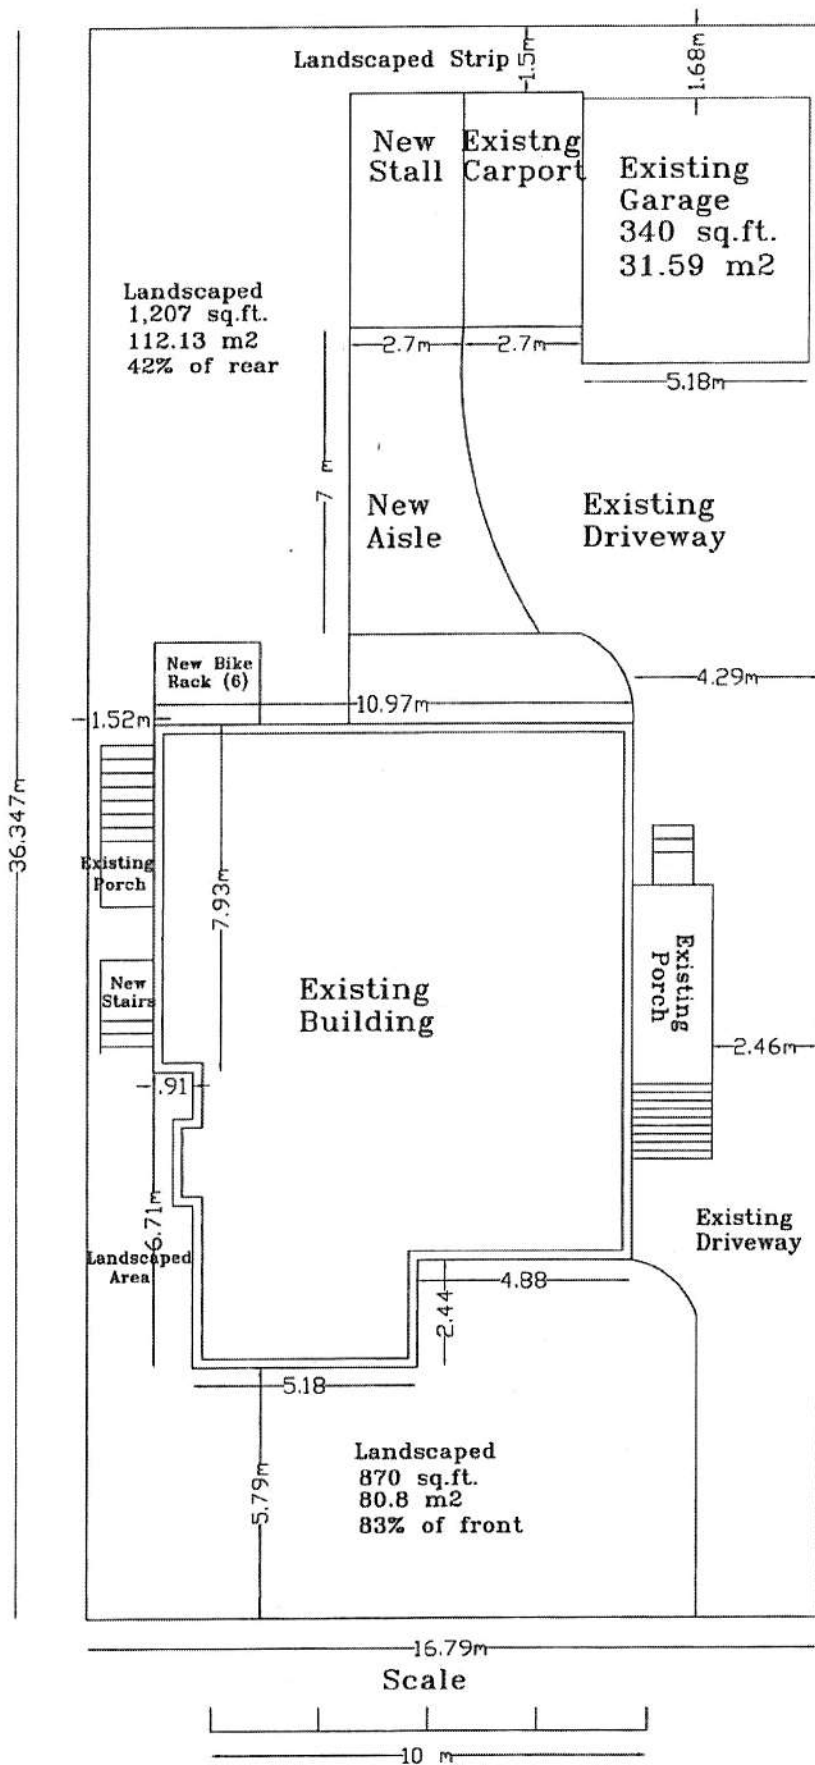 Landscaped Strip
1.5m
1.68m
New
Stall
Existng
Carport
Existing
Garage
340 sq.ft.
31.59 m2
Landscaped
1,207 sq.ft.
112.13 m2
42% of rear
2.7m
2.7m
5.18m
7 m
New
Aisle
Existing
Driveway
New Bike
Rack (6)
4.29m
10.97m
1.52m
36.347m
Existing
Porch
7.93m
New
Stairs
Existing
Building
Existing
Porch
2.46m
.91
6.71m
Landscaped
Area
Existing
Driveway
4.88
2.44
5.18
5.79m
Landscaped
870 sq.ft.
80.8 m2
83% of front
16.79m
Scale
10 m